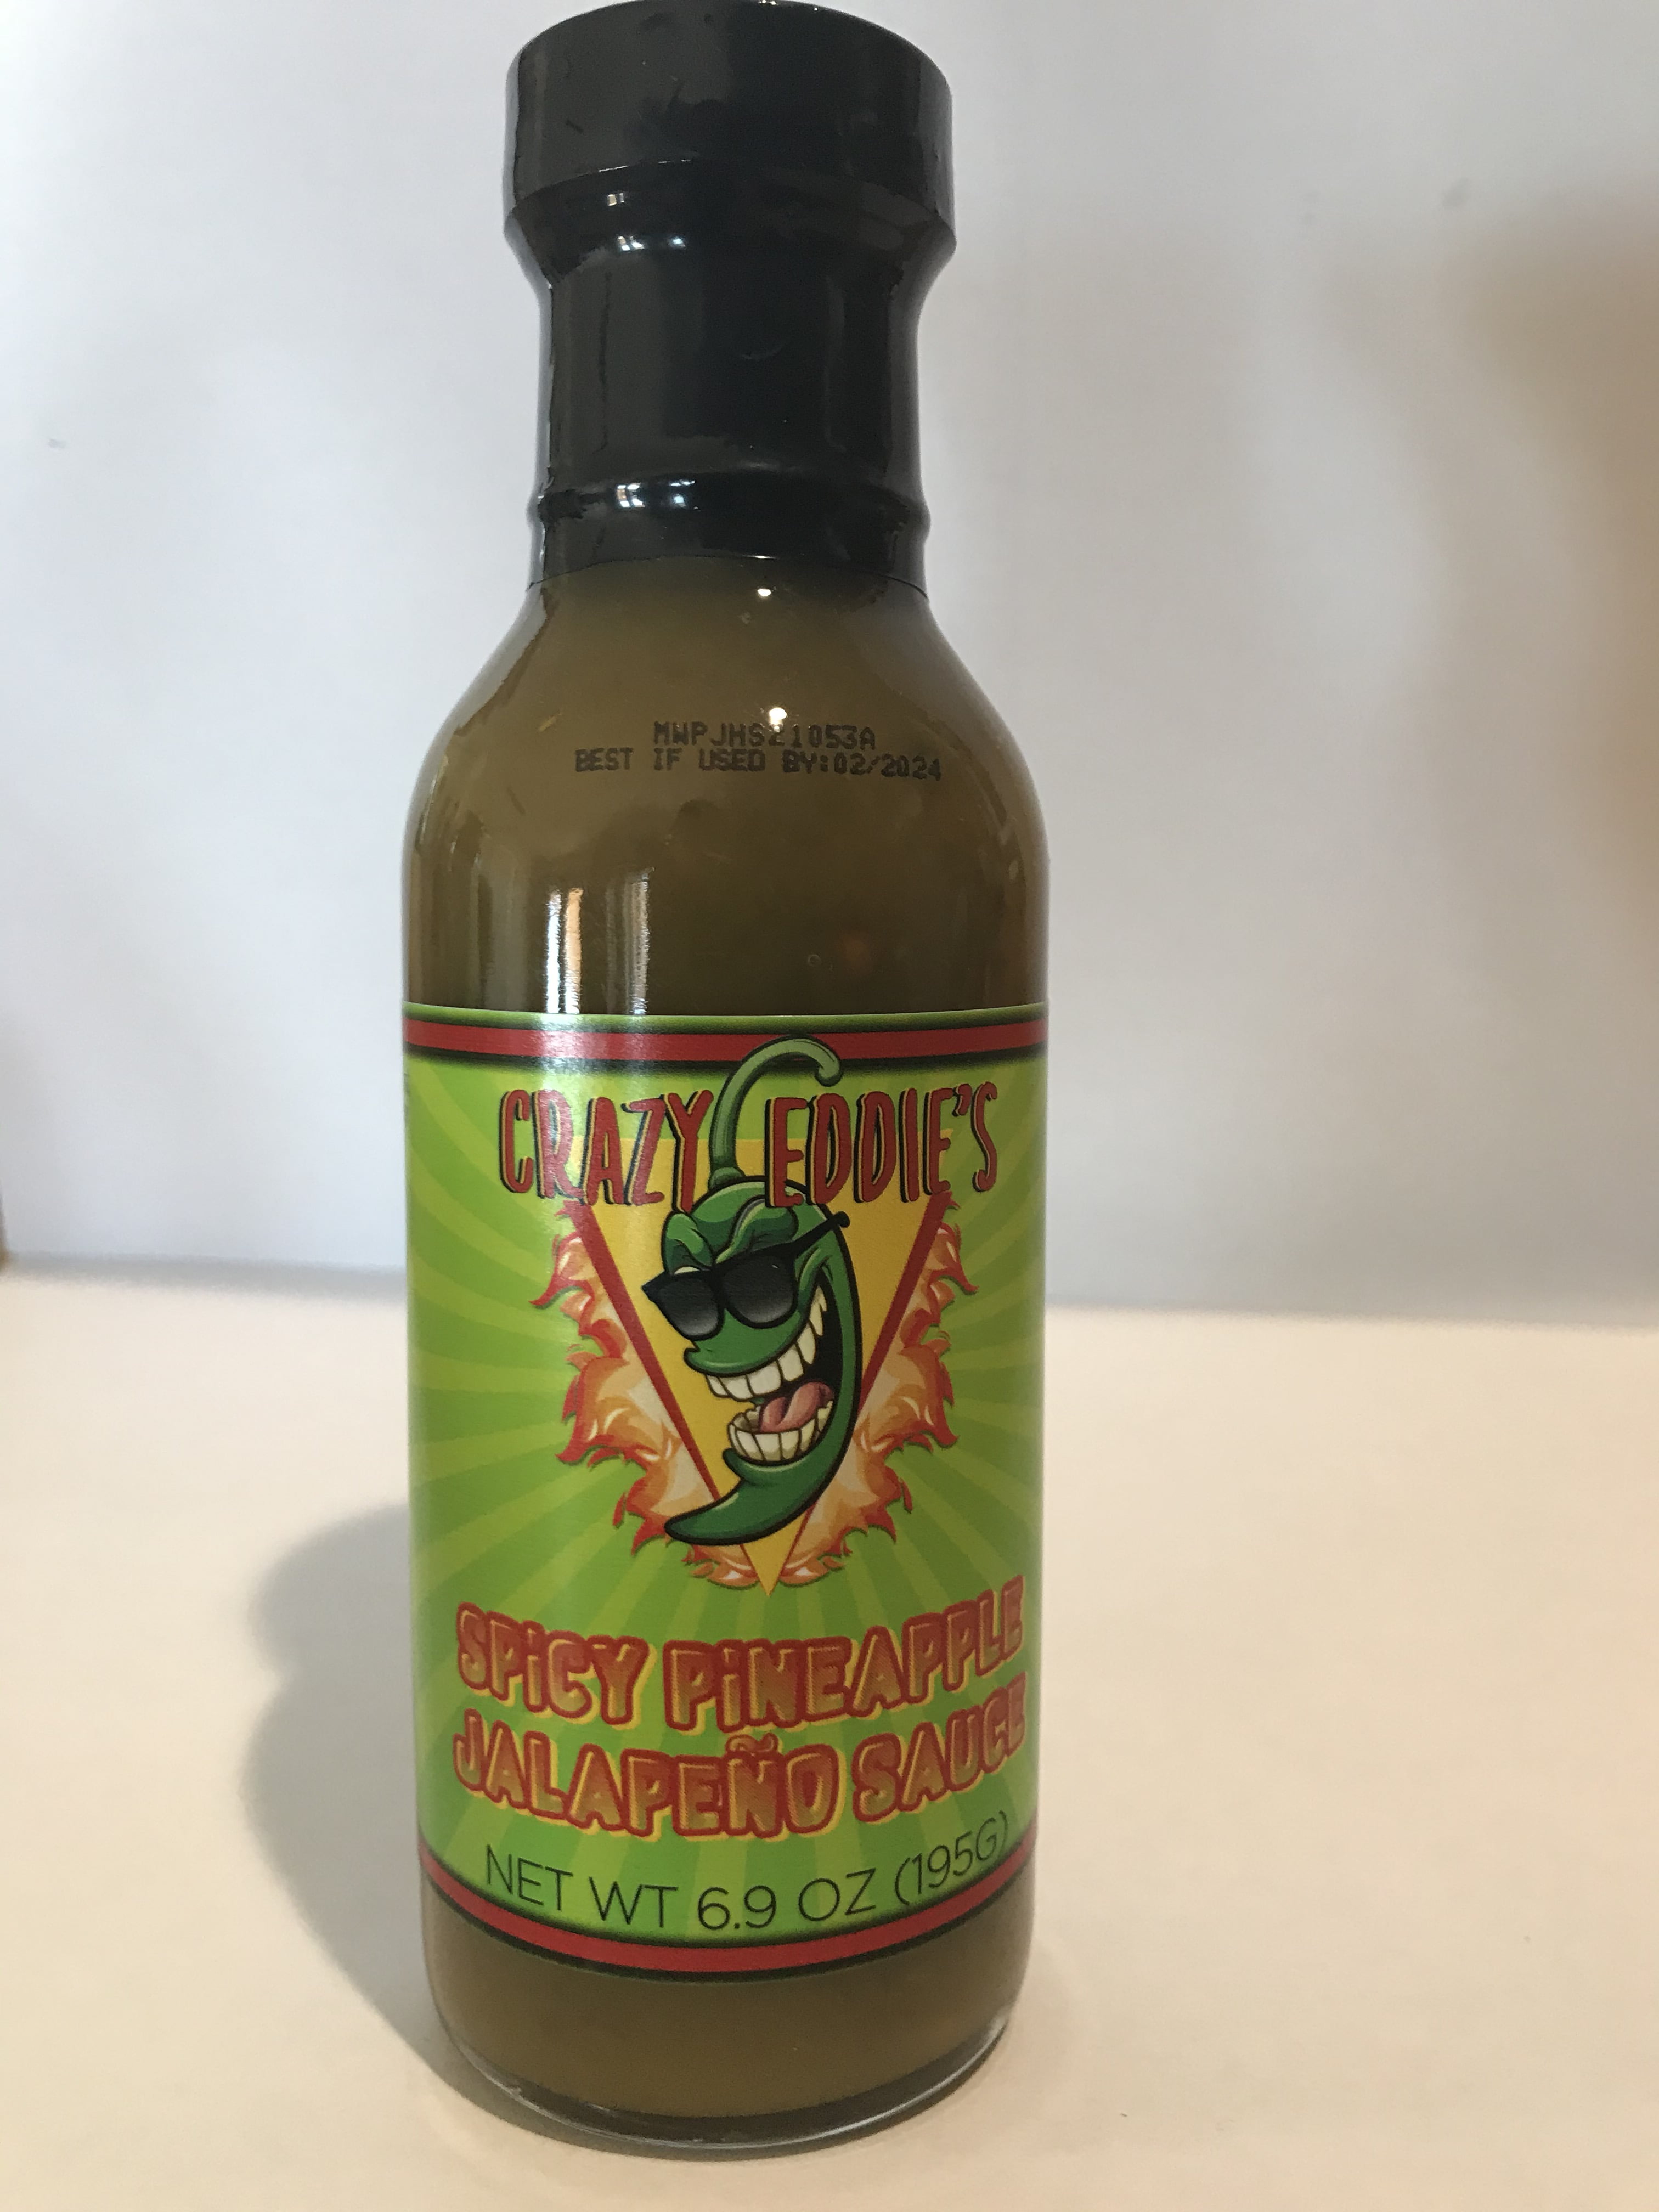 MWPJHS21053A
BEST IF USED BY:02/2024
CRAZY EDDIE'S
SPiCY PiNEAPPLE
JALAPEÑO SAUCE
NET WT 6.9 OZ (195G)